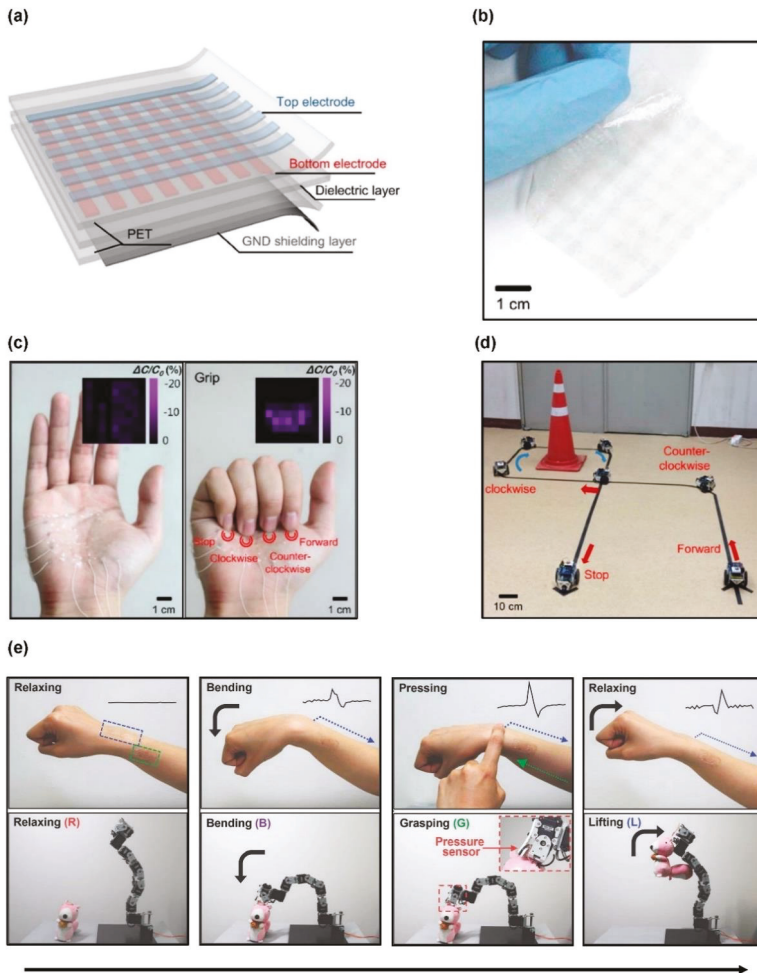 (a)
Top electrode
Bottom electrode
Dielectric layer
PET
GND shielding layer
(b)
1 cm
(c)
ΔC/C₀ (%)
-20
-10
0
1 cm
Grip
ΔC/C₀ (%)
-20
-10
0
Stop
Forward
Clockwise
Counter-
clockwise
1 cm
(d)
Counter-
clockwise
clockwise
Forward
Stop
10 cm
(e)
Relaxing
Bending
Pressing
Relaxing
Relaxing (R)
Bending (B)
Grasping (G)
Pressure
sensor
Lifting (L)